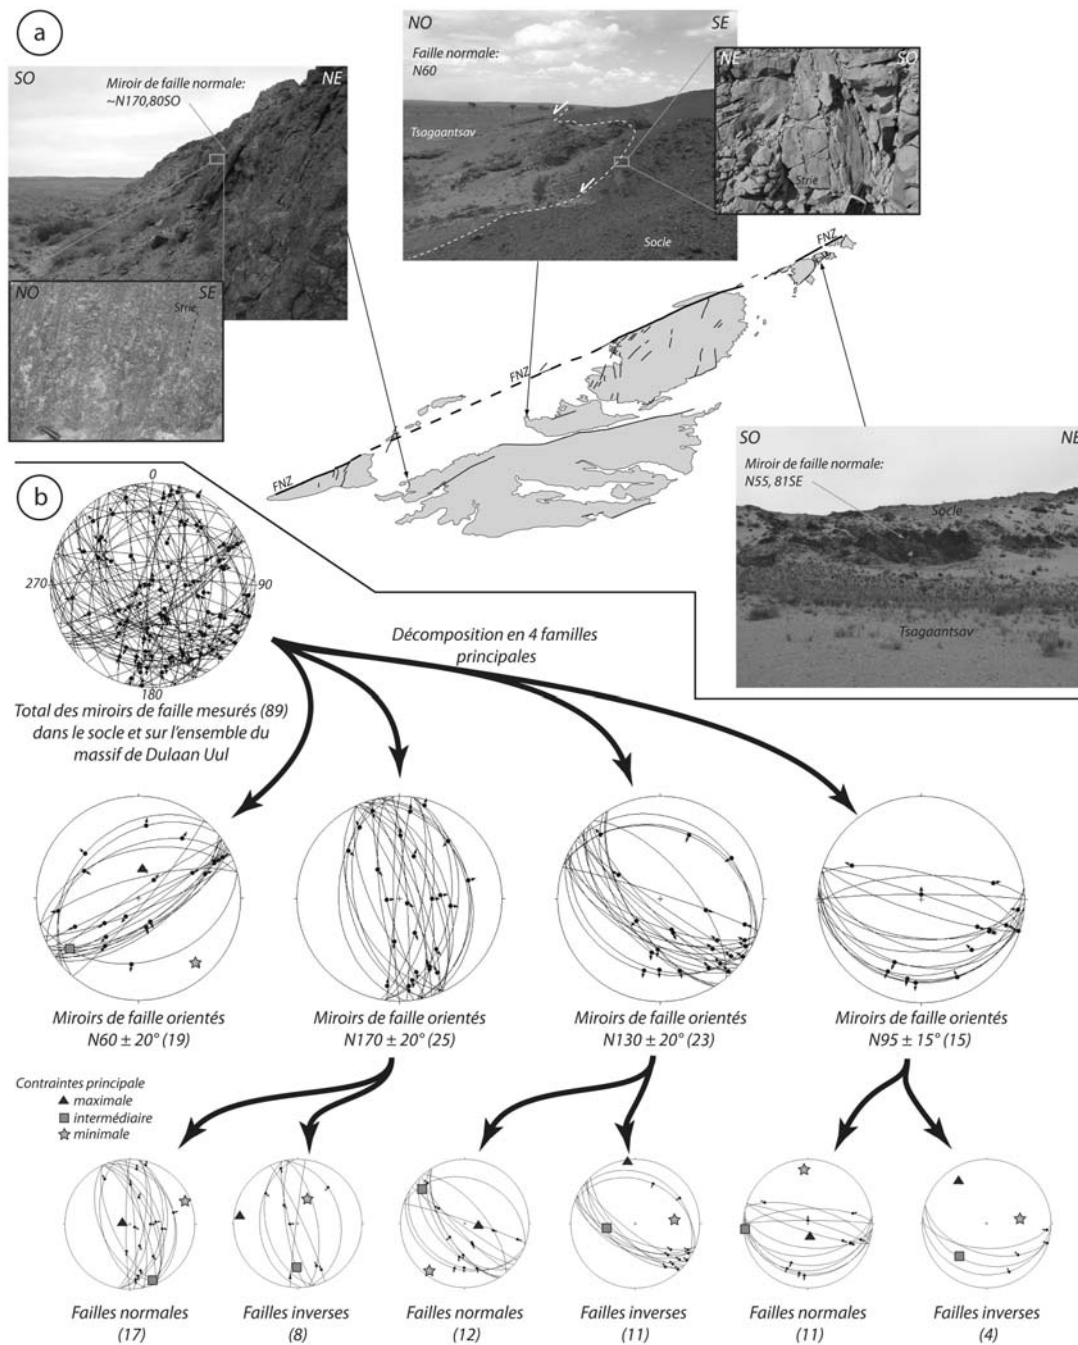 a
SO
NE
Miroir de faille normale:
~N170,80SO
NO
SE
Strie
NO
SE
Faille normale:
N60
Tsagaantsav
Socle
NE
SO
Strie
FNZ
FNZ
FNZ
SO
NE
Miroir de faille normale:
N55, 81SE
Socle
Tsagaantsav
b
0
270
90
180
Total des miroirs de faille mesurés (89)
dans le socle et sur l'ensemble du
massif de Dulaan Uul
Décomposition en 4 familles
principales
Miroirs de faille orientés
N60 ± 20° (19)
Miroirs de faille orientés
N170 ± 20° (25)
Miroirs de faille orientés
N130 ± 20° (23)
Miroirs de faille orientés
N95 ± 15° (15)
Contraintes principale
maximale
intermédiaire
minimale
Failles normales
(17)
Failles inverses
(8)
Failles normales
(12)
Failles inverses
(11)
Failles normales
(11)
Failles inverses
(4)